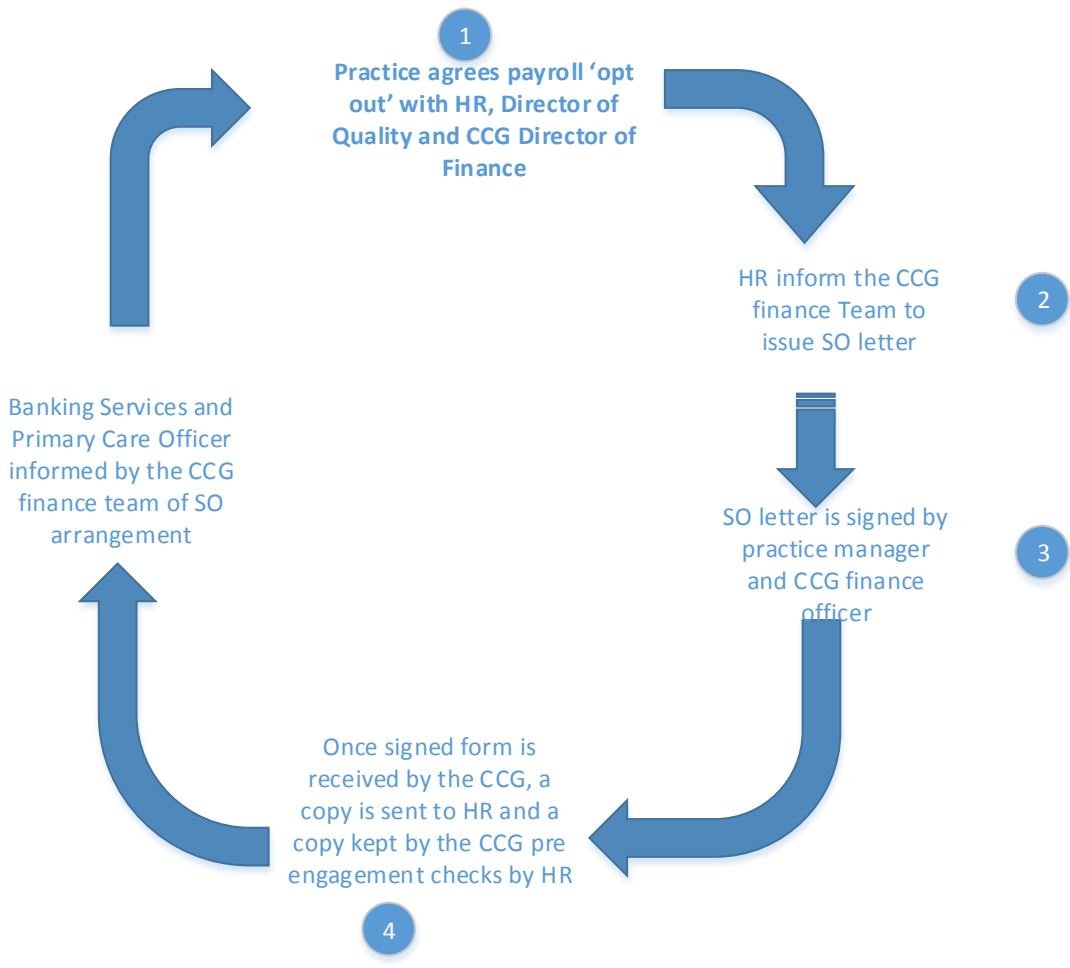 1
Practice agrees payroll ‘opt
out’ with HR, Director of
Quality and CCG Director of
Finance
HR inform the CCG
finance Team to
issue SO letter
2
SO letter is signed by
practice manager
and CCG finance
officer
3
Once signed form is
received by the CCG, a
copy is sent to HR and a
copy kept by the CCG pre
engagement checks by HR
4
Banking Services and
Primary Care Officer
informed by the CCG
finance team of SO
arrangement